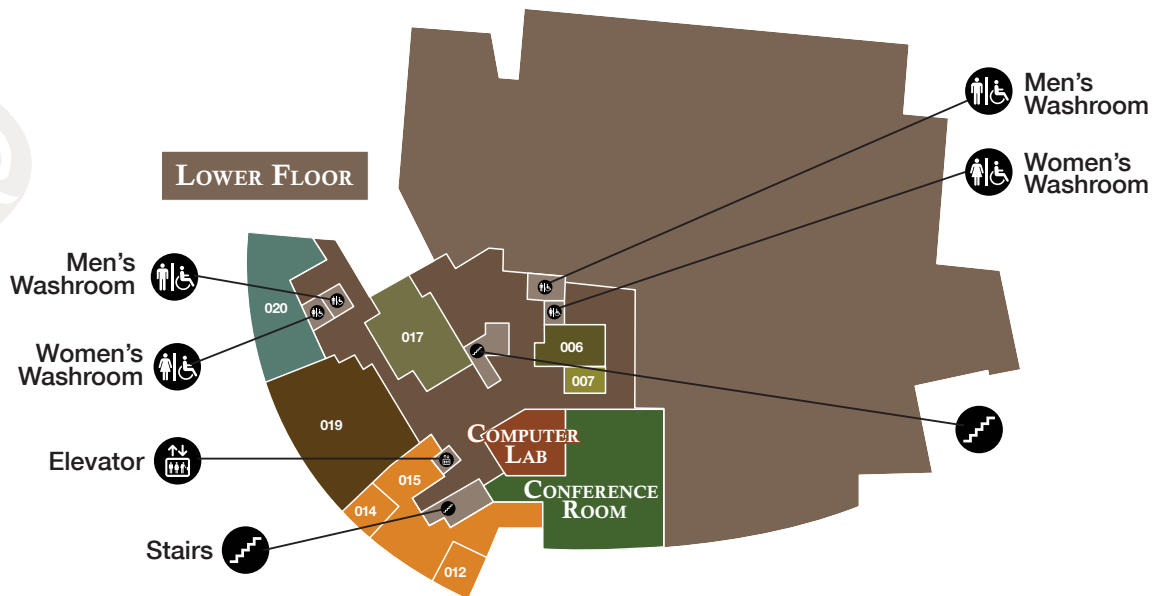 Men's
Washroom
Women's
Washroom
LOWER FLOOR
Men's
Washroom
020
017
006
Women's
Washroom
007
019
COMPUTER
LAB
Elevator
015
CONFERENCE
ROOM
014
Stairs
012